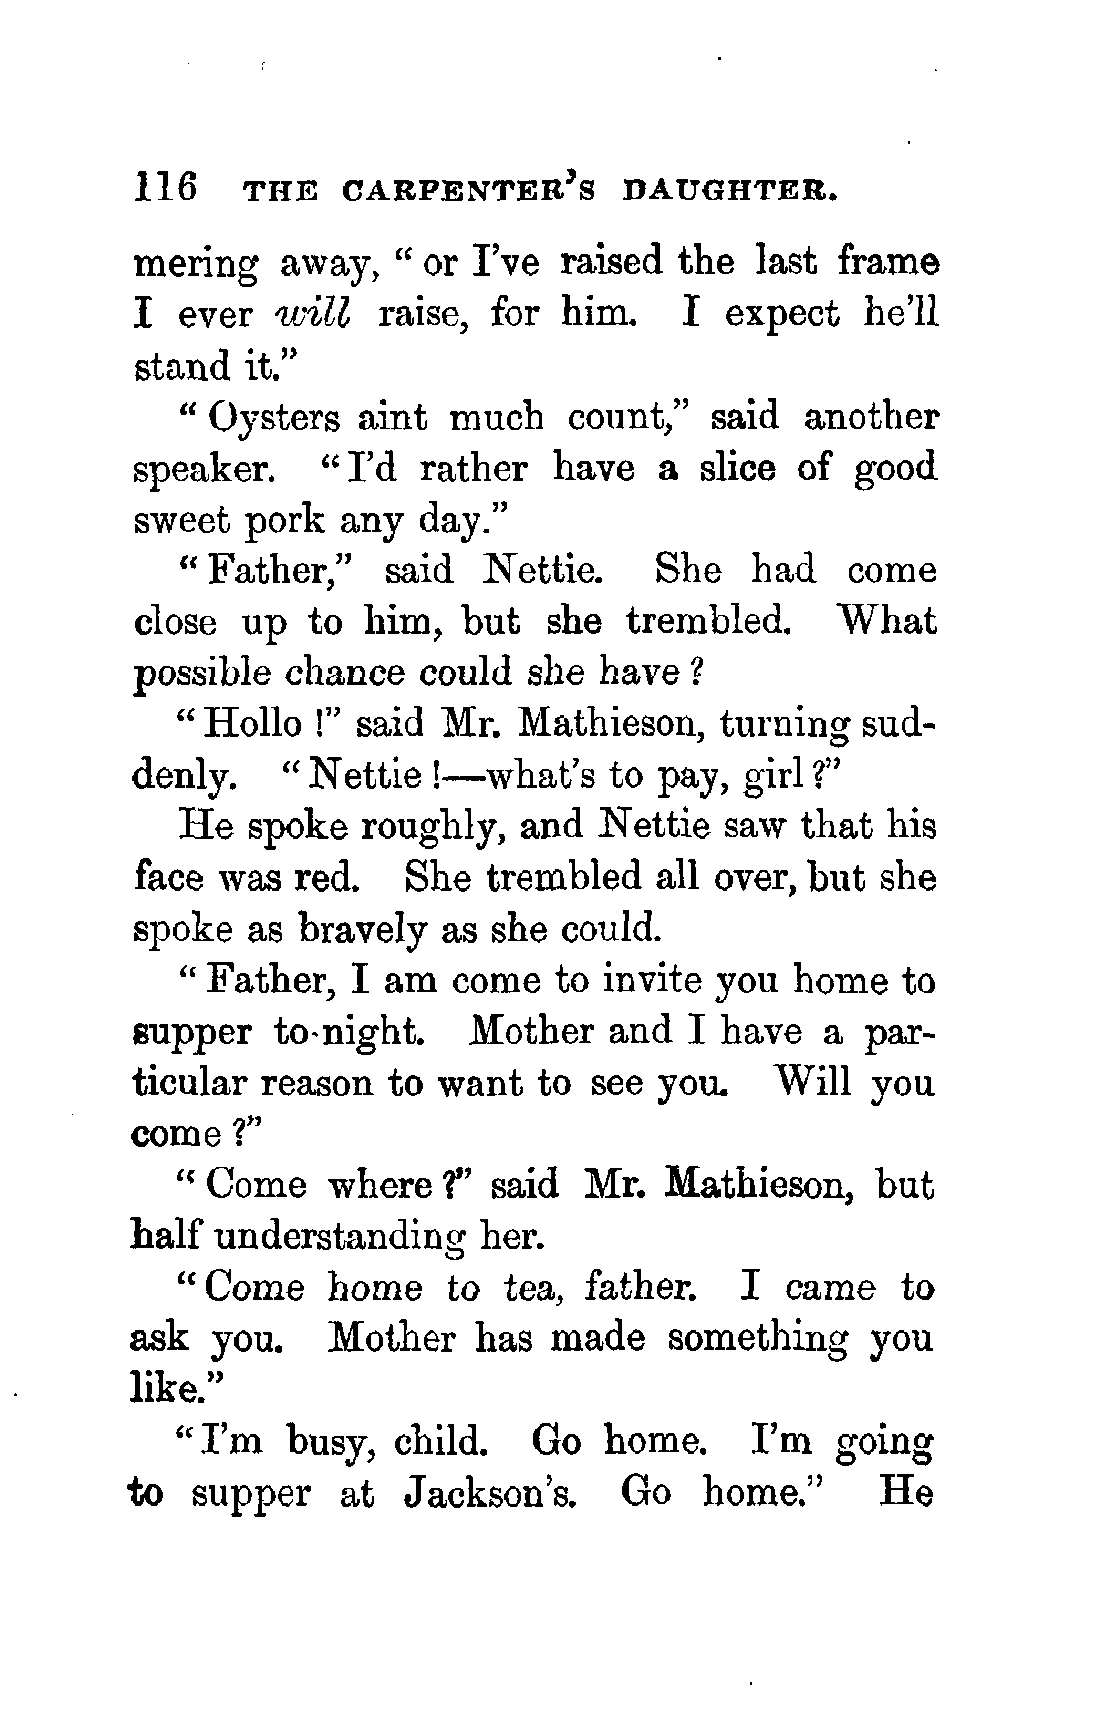 116 THE CARPENTER'S DAUGHTER.
mering away, “ or I've raised the last frame
I ever will raise, for him. I expect he'll
stand it.”
“ Oysters aint much count,” said another
speaker. “ I'd rather have a slice of good
sweet pork any day.”
“ Father,” said Nettie. She had come
close up to him, but she trembled. What
possible chance could she have ?
“ Hollo !” said Mr. Mathieson, turning sud-
denly. “ Nettie !—what's to pay, girl ?”
He spoke roughly, and Nettie saw that his
face was red. She trembled all over, but she
spoke as bravely as she could.
“ Father, I am come to invite you home to
supper to-night. Mother and I have a par-
ticular reason to want to see you. Will you
come ?”
“ Come where ?” said Mr. Mathieson, but
half understanding her.
“ Come home to tea, father. I came to
ask you. Mother has made something you
like.”
“ I'm busy, child. Go home. I'm going
to supper at Jackson's. Go home.” He